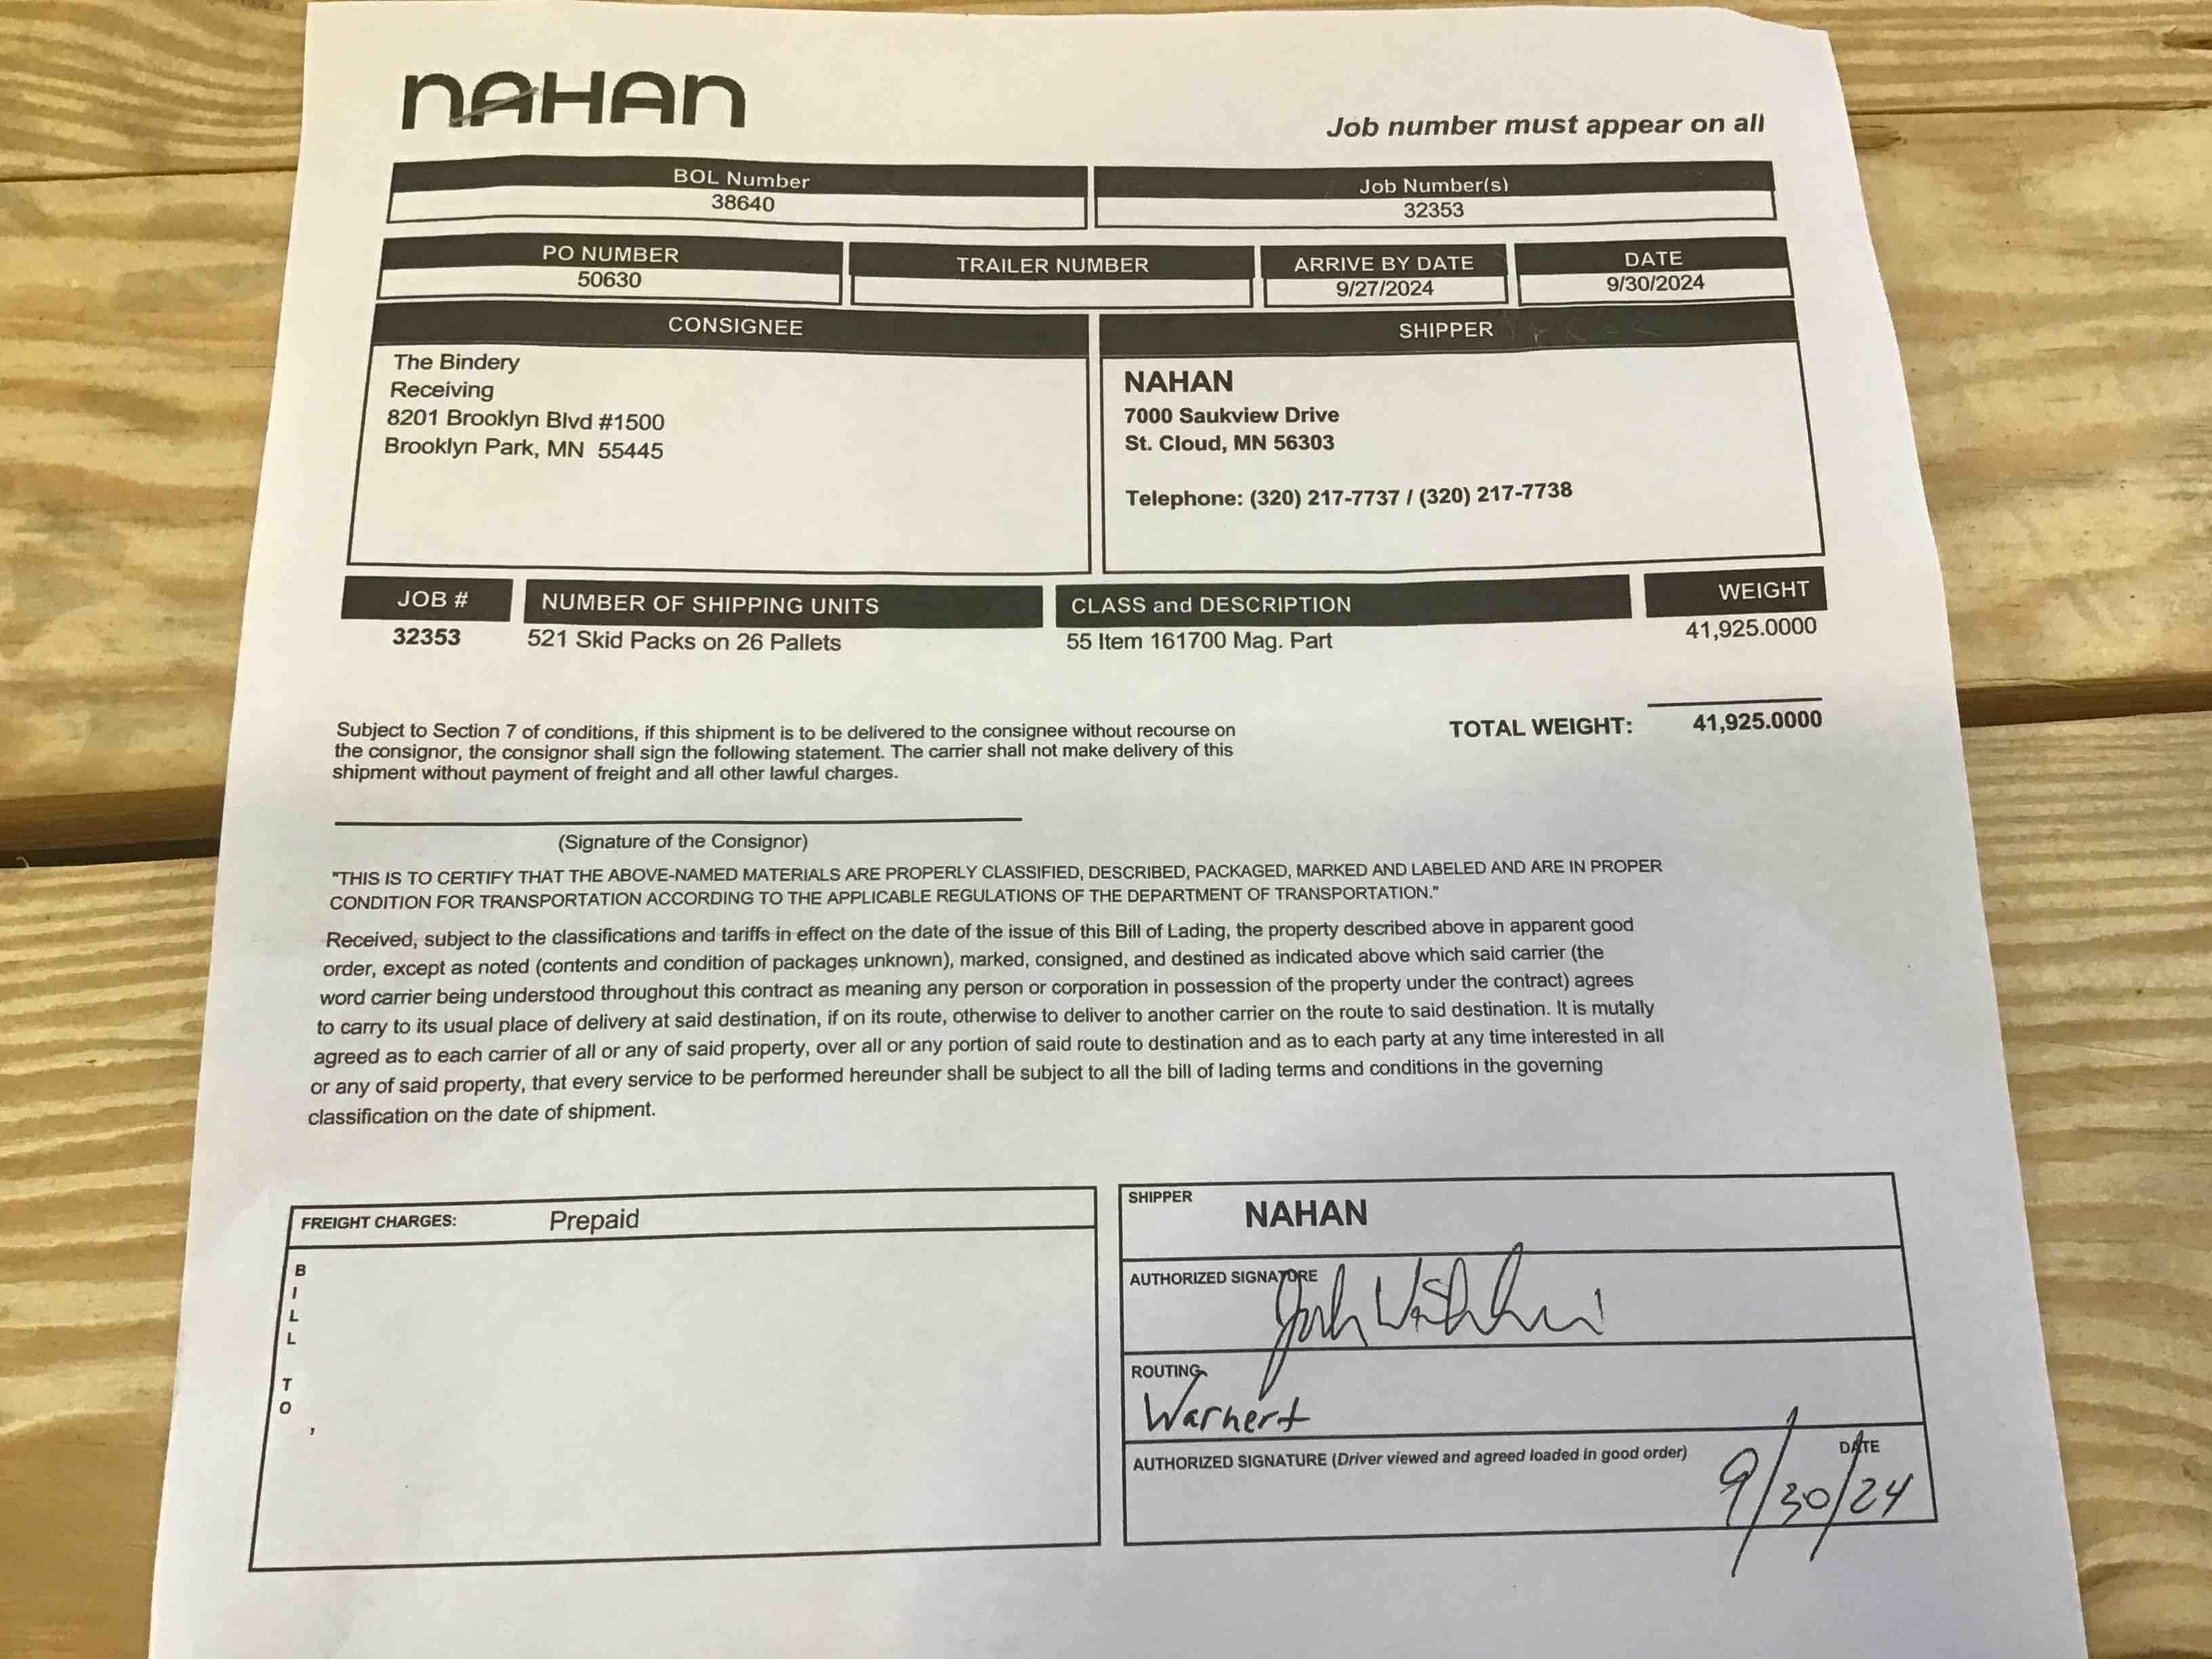 NAHAN
Job number must appear on all
BOL Number
38640
Job Number(s)
32353
PO NUMBER
50630
TRAILER NUMBER
ARRIVE BY DATE
9/27/2024
DATE
9/30/2024
CONSIGNEE
The Bindery
Receiving
8201 Brooklyn Blvd #1500
Brooklyn Park, MN 55445
SHIPPER
NAHAN
7000 Saukview Drive
St. Cloud, MN 56303
Telephone: (320) 217-7737 / (320) 217-7738
JOB # NUMBER OF SHIPPING UNITS CLASS and DESCRIPTION WEIGHT
32353 521 Skid Packs on 26 Pallets 55 Item 161700 Mag. Part 41,925.0000
TOTAL WEIGHT: 41,925.0000
Subject to Section 7 of conditions, if this shipment is to be delivered to the consignee without recourse on
the consignor, the consignor shall sign the following statement. The carrier shall not make delivery of this
shipment without payment of freight and all other lawful charges.
(Signature of the Consignor)
"THIS IS TO CERTIFY THAT THE ABOVE-NAMED MATERIALS ARE PROPERLY CLASSIFIED, DESCRIBED, PACKAGED, MARKED AND LABELED AND ARE IN PROPER
CONDITION FOR TRANSPORTATION ACCORDING TO THE APPLICABLE REGULATIONS OF THE DEPARTMENT OF TRANSPORTATION."
Received, subject to the classifications and tariffs in effect on the date of the issue of this Bill of Lading, the property described above in apparent good
order, except as noted (contents and condition of packages unknown), marked, consigned, and destined as indicated above which said carrier (the
word carrier being understood throughout this contract as meaning any person or corporation in possession of the property under the contract) agrees
to carry to its usual place of delivery at said destination, if on its route, otherwise to deliver to another carrier on the route to said destination. It is mutally
agreed as to each carrier of all or any of said property, over all or any portion of said route to destination and as to each party at any time interested in all
or any of said property, that every service to be performed hereunder shall be subject to all the bill of lading terms and conditions in the governing
classification on the date of shipment.
FREIGHT CHARGES: Prepaid
BILL TO
,
SHIPPER
NAHAN
AUTHORIZED SIGNATURE
ROUTING
Warnert
AUTHORIZED SIGNATURE (Driver viewed and agreed loaded in good order)
DATE
9/30/24